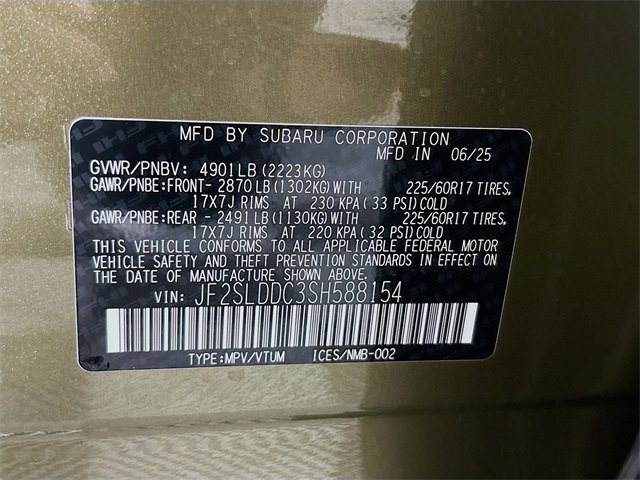 MFD BY SUBARU CORPORATION
MFD IN 06/25
GVWR/PNBV: 4901LB (2223KG)
GAWR/PNBE:FRONT- 2870LB(1302KG)WITH 225/60R17 TIRES,
17X7J RIMS AT 230 KPA( 33 PSI)COLD
GAWR/PNBE:REAR - 2491LB(1130KG)WITH 225/60R17 TIRES,
17X7J RIMS AT 220 KPA( 32 PSI)COLD
THIS VEHICLE CONFORMS TO ALL APPLICABLE FEDERAL MOTOR
VEHICLE SAFETY AND THEFT PREVENTION STANDARDS IN EFFECT
ON THE DATE OF MANUFACTURE SHOWN ABOVE.
VIN: JF2SLDDC3SH588154
TYPE:MPV/VTUM ICES/NMB-002